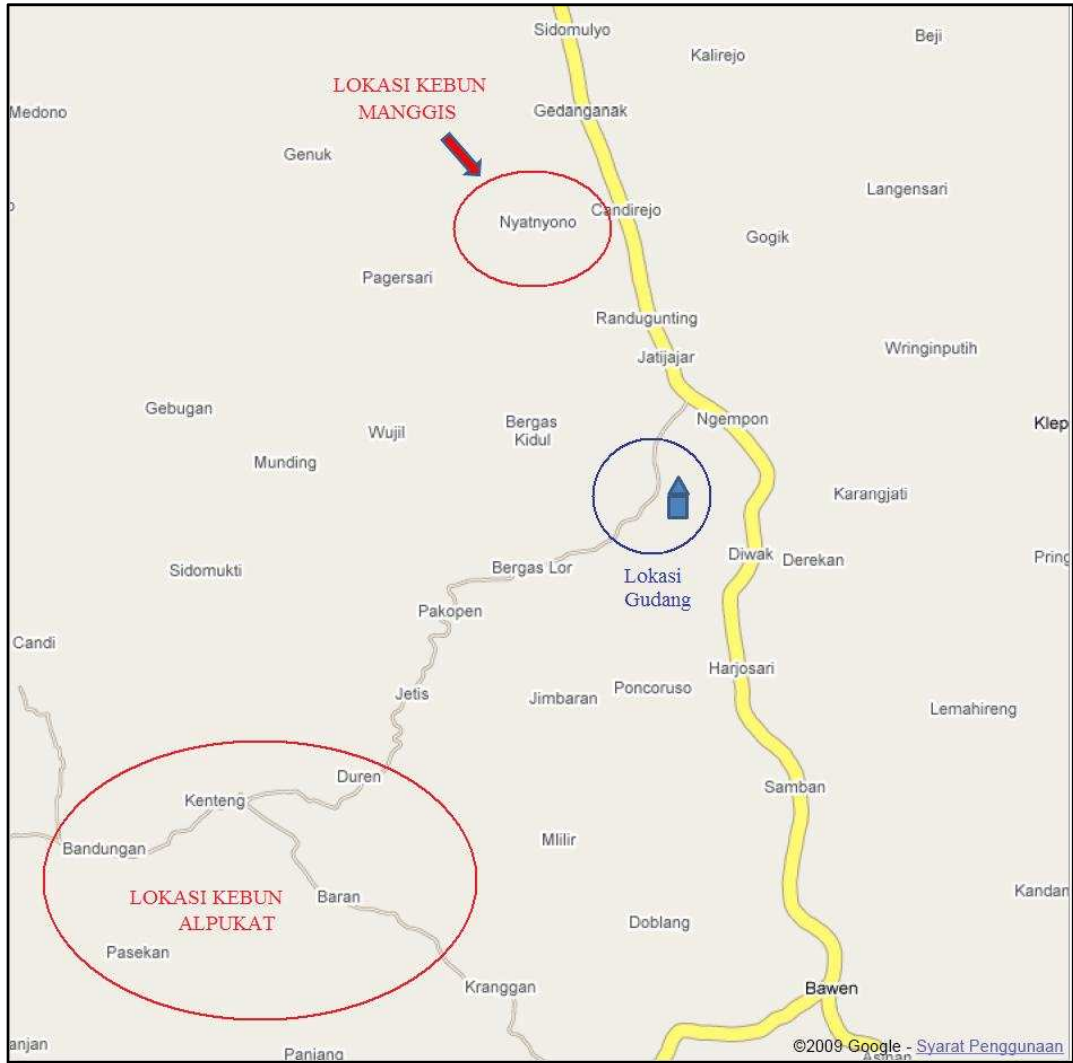 Sidomulyo
Beji
Kalirejo
LOKASI KEBUN
MANGGIS
Medono
Gedanganak
Genuk
Langensari
Candirejo
Nyatnyono
Gogik
Pagersari
Randugunting
Wringinputih
Jatijajar
Gebugan
Ngempon
Bergas
Kidul
Klep
Wujil
Munding
Karangjati
Diwak
Derekan
Pring
Bergas Lor
Sidomukti
Lokasi
Gudang
Pakopen
Candi
Harjosari
Poncoruso
Jetis
Jimbaran
Lemahireng
Duren
Samban
Kenteng
Mlilir
Bandungan
Kandan
LOKASI KEBUN
ALPUKAT
Baran
Doblang
Pasekan
Kranggan
Bawen
anjan
Panjang
©2009 Google - Syarat Penggunaan